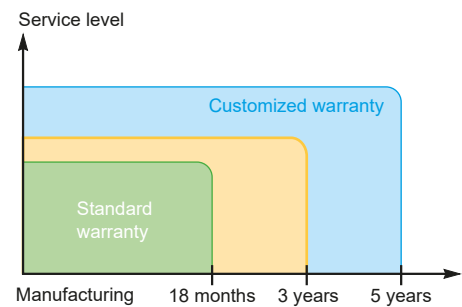 Service level
Customized warranty
Standard
warranty
Manufacturing 18 months 3 years 5 years